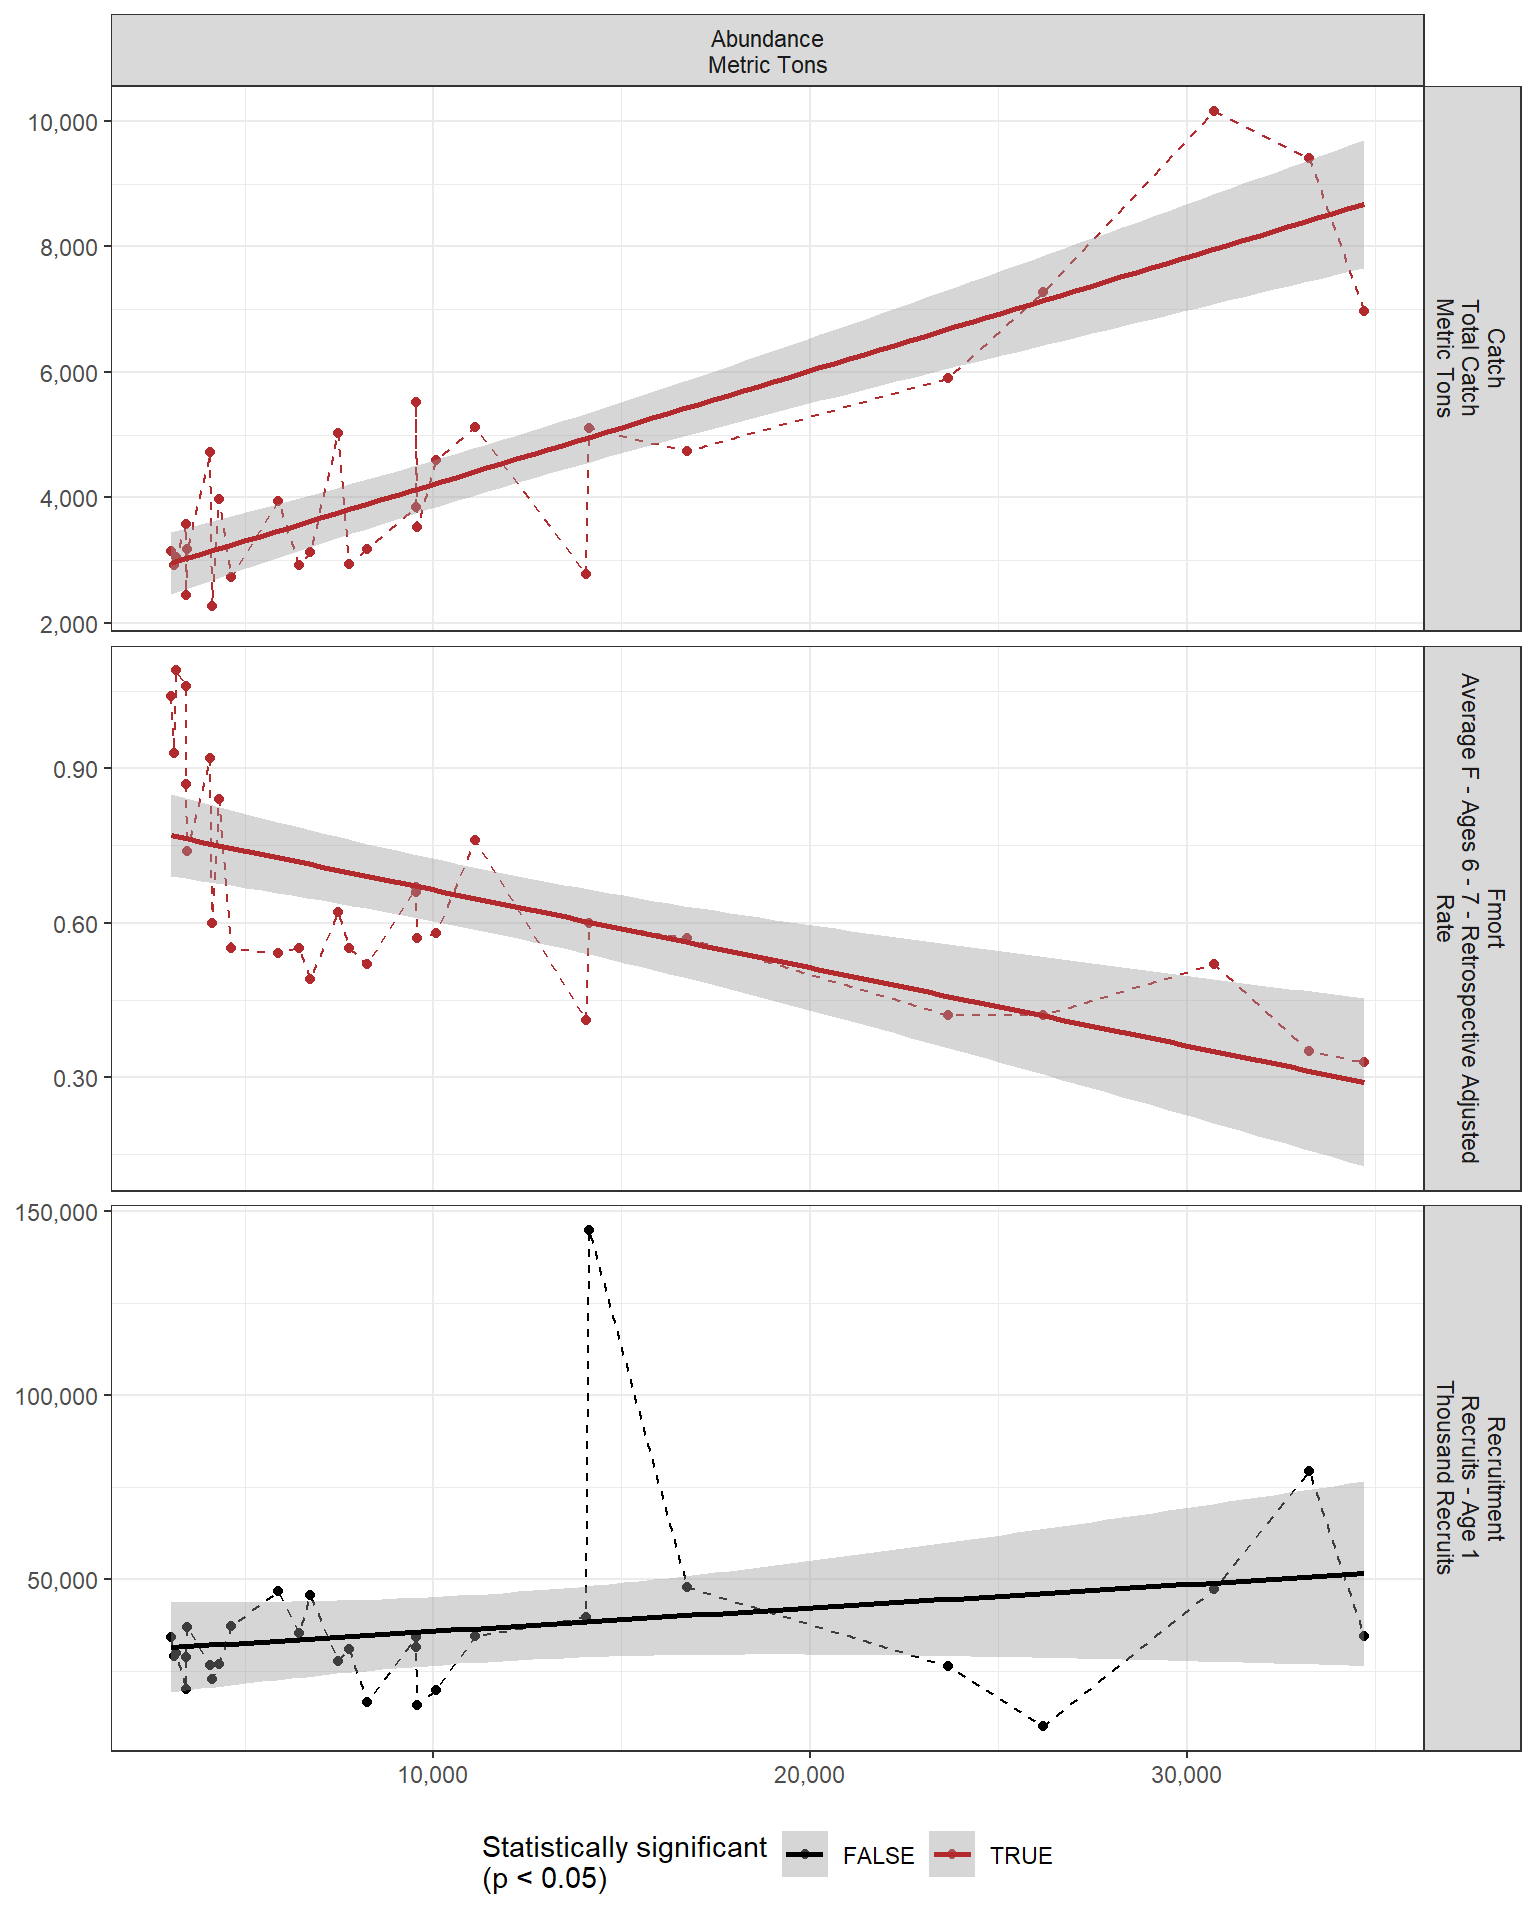 Abundance
Metric Tons
10,000
8,000
6,000
4,000
2,000
Catch
Total Catch
Metric Tons
0.90
0.60
0.30
Fmort
Average F - Ages 6 - 7 - Retrospective Adjusted
Rate
150,000
100,000
50,000
Recruitment
Recruits - Age 1
Thousand Recruits
10,000
20,000
30,000
Statistically significant
(p < 0.05)
FALSE
TRUE